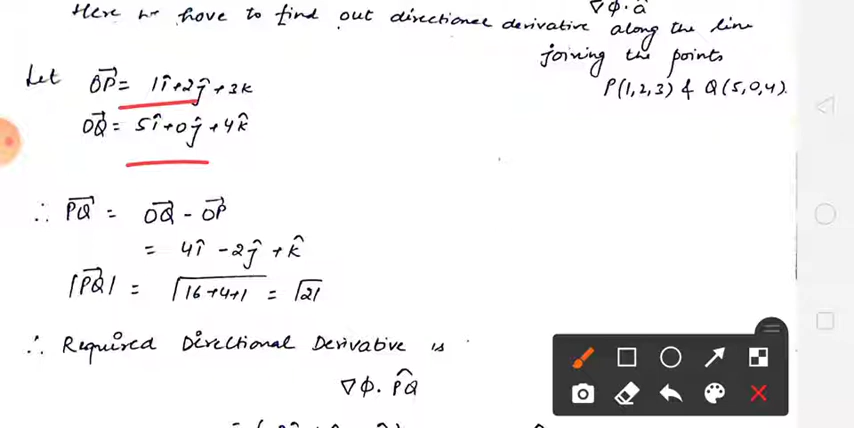 ∇φ·â
Here we have to find out directional derivative along the line
joining the points
P(1,2,3) & Q(5,0,4).
Let OP⃗ = 1î+2ĵ+3k
OQ⃗ = 5î+0ĵ+4k̂
∴ PQ⃗ = OQ⃗ - OP⃗
= 4î -2ĵ +k̂
|PQ⃗| = √16+4+1 = √21
∴ Required Directional Derivative is
∇φ. P̂Q